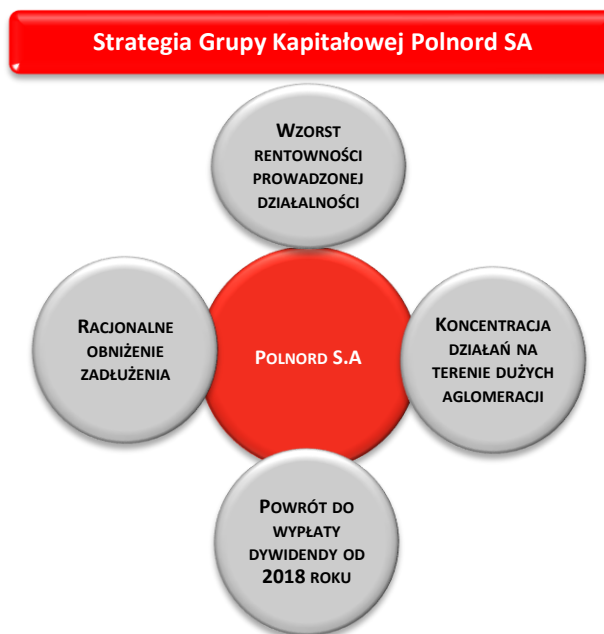 Strategia Grupy Kapitałowej Polnord SA
WZORST
RENTOWNOŚCI
PROWADZONEJ
DZIAŁALNOŚCI
RACJONALNE
OBNIŻENIE
ZADŁUŻENIA
POLNORD S.A
KONCENTRACJA
DZIAŁAŃ NA
TERENIE DUŻYCH
AGLOMERACJI
POWRÓT DO
WYPŁATY
DYWIDENDY OD
2018 ROKU